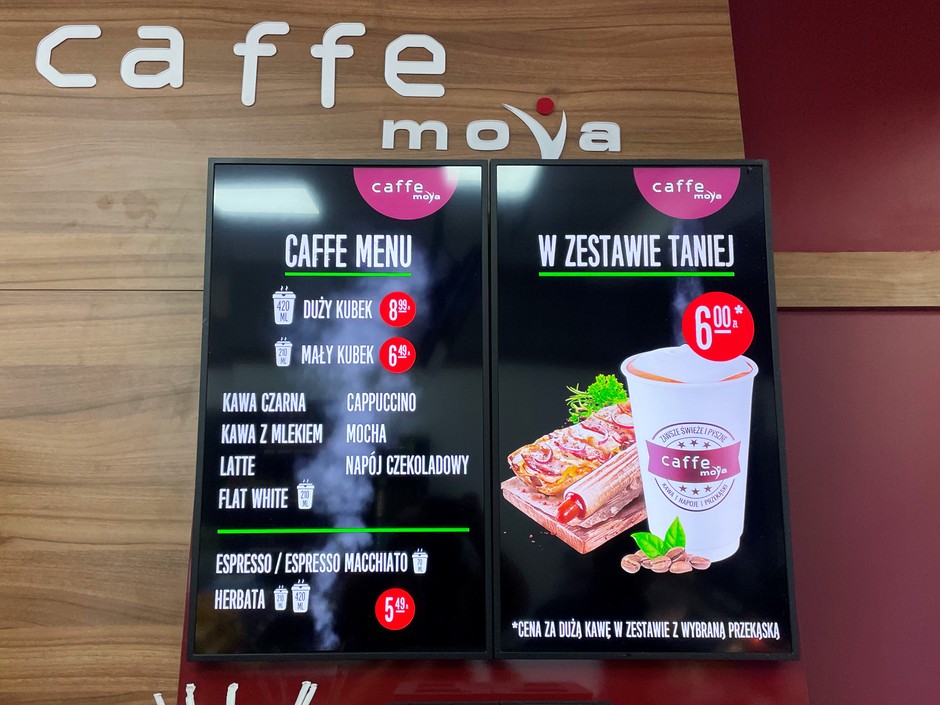 caffe
moya
caffe
moya
CAFFE MENU
420 ML DUŻY KUBEK 8 99 zł
210 ML MAŁY KUBEK 6 49 zł
KAWA CZARNA CAPPUCCINO
KAWA Z MLEKIEM MOCHA
LATTE NAPÓJ CZEKOLADOWY
FLAT WHITE 210 ML
ESPRESSO / ESPRESSO MACCHIATO
HERBATA 210 ML 420 ML 5 49 zł
caffe
moya
W ZESTAWIE TANIEJ
6 00 zł *
ZAWSZE ŚWIEŻE I PYSZNE
caffe
moya
KAWA | NAPOJE | PRZEKĄSKI
*CENA ZA DUŻĄ KAWĘ W ZESTAWIE Z WYBRANĄ PRZEKĄSKĄ